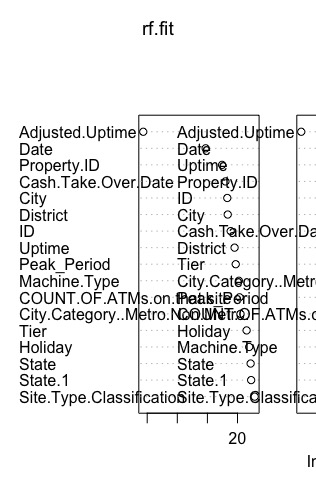 rf.fit
Adjusted.Uptime Adjusted.Uptime
Date Date
Property.ID Uptime
Cash.Take.Over.Date Property.ID
City ID
District City
ID Cash.Take.Over.Da
Uptime District
Peak_Period Tier
Machine.Type City.Category..Metro
COUNT.OF.ATMs.on.that.site Peak_Period
City.Category..Metro.Non.Metro COUNT.OF.ATMs.o
Tier Holiday
Holiday Machine.Type
State State
State.1 State.1
Site.Type.Classification Site.Type.Classifica
20
In